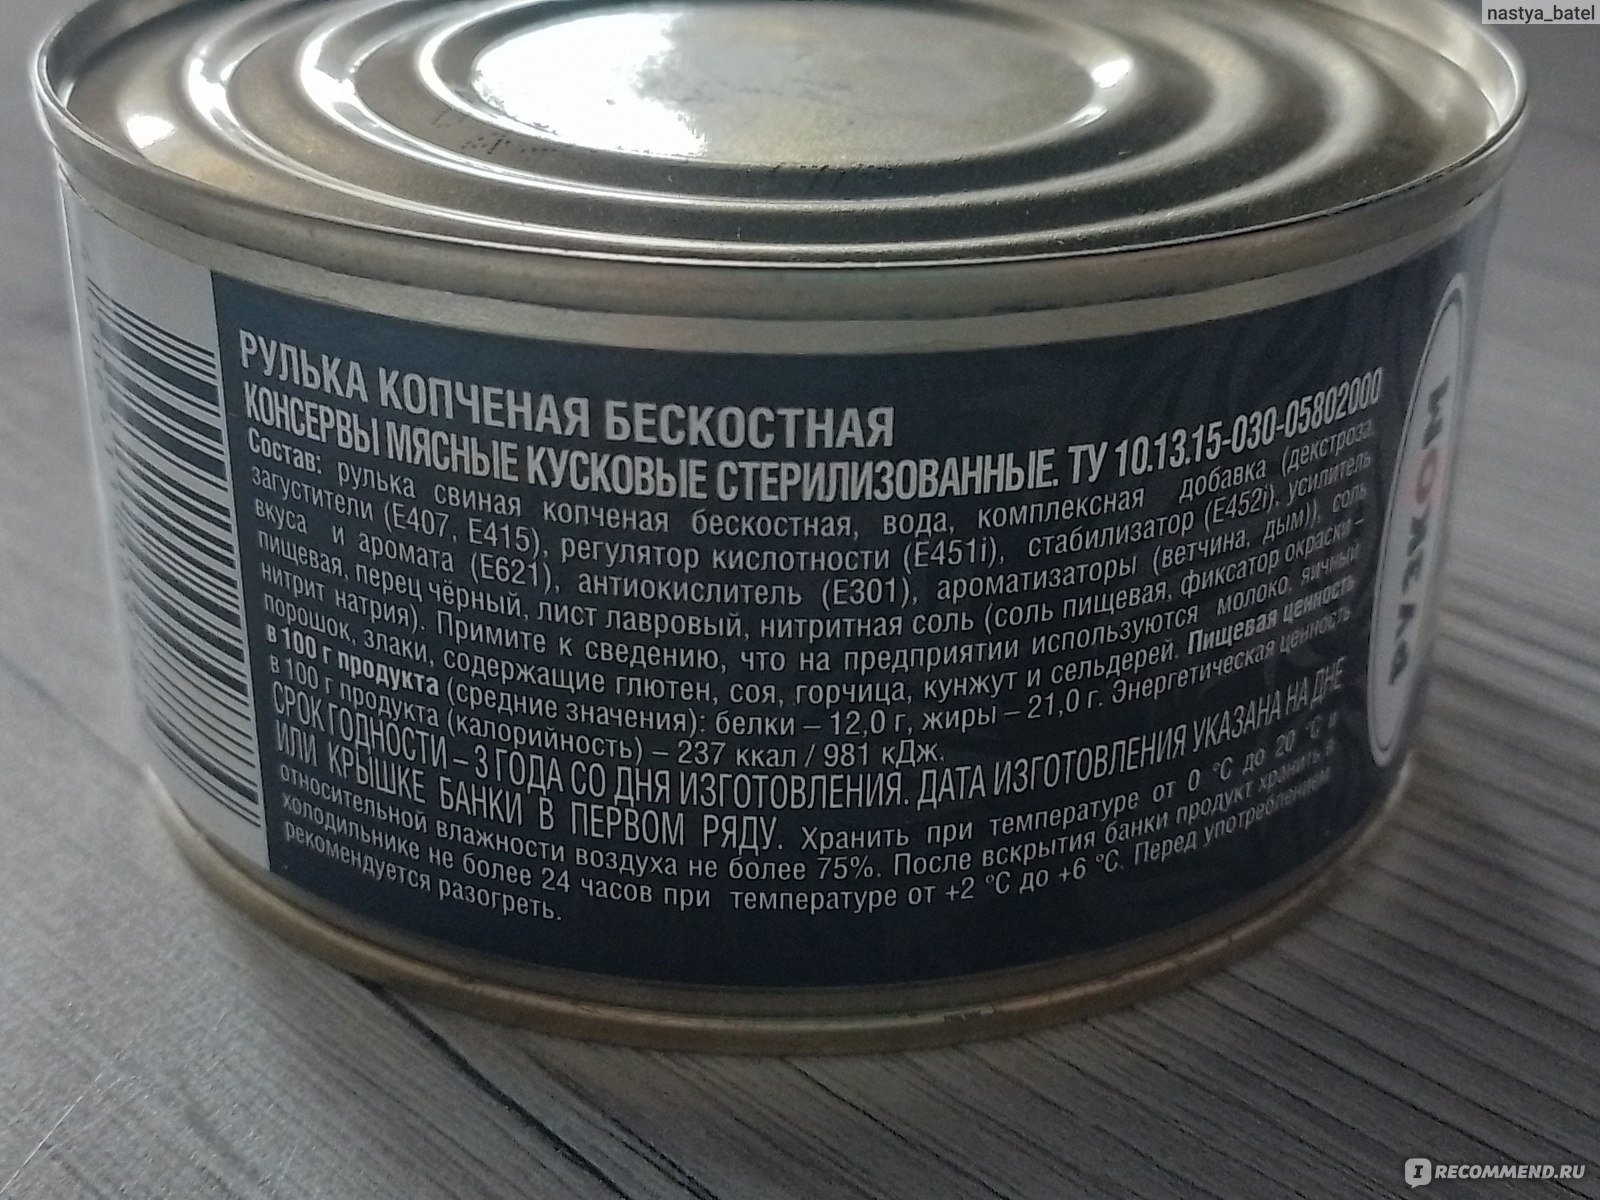 nastya_batel
РУЛЬКА КОПЧЕНАЯ БЕСКОСТНАЯ
КОНСЕРВЫ МЯСНЫЕ КУСКОВЫЕ СТЕРИЛИЗОВАННЫЕ. ТУ 10.13.15-030-05802000
Состав: рулька свиная копченая бескостная, вода, комплексная добавка (декстроза,
загустители (Е407, Е415), регулятор кислотности (Е451i), стабилизатор (Е452i), усилитель
вкуса и аромата (Е621), антиокислитель (Е301), ароматизаторы (ветчина, дым)), соль
пищевая, перец чёрный, лист лавровый, нитритная соль (соль пищевая, фиксатор окраски –
нитрит натрия). Примите к сведению, что на предприятии используются молоко, яичный
порошок, злаки, содержащие глютен, соя, горчица, кунжут и сельдерей. Пищевая ценность
в 100 г продукта (средние значения): белки – 12,0 г, жиры – 21,0 г. Энергетическая ценность
в 100 г продукта (калорийность) – 237 ккал / 981 кДж.
СРОК ГОДНОСТИ – 3 ГОДА СО ДНЯ ИЗГОТОВЛЕНИЯ. ДАТА ИЗГОТОВЛЕНИЯ УКАЗАНА НА ДНЕ
ИЛИ КРЫШКЕ БАНКИ В ПЕРВОМ РЯДУ. Хранить при температуре от 0 °С до 20 °С и
относительной влажности воздуха не более 75%. После вскрытия банки продукт хранить в
холодильнике не более 24 часов при температуре от +2 °С до +6 °С. Перед употреблением
рекомендуется разогреть.
РУЗКОМ
IRECOMMEND.RU